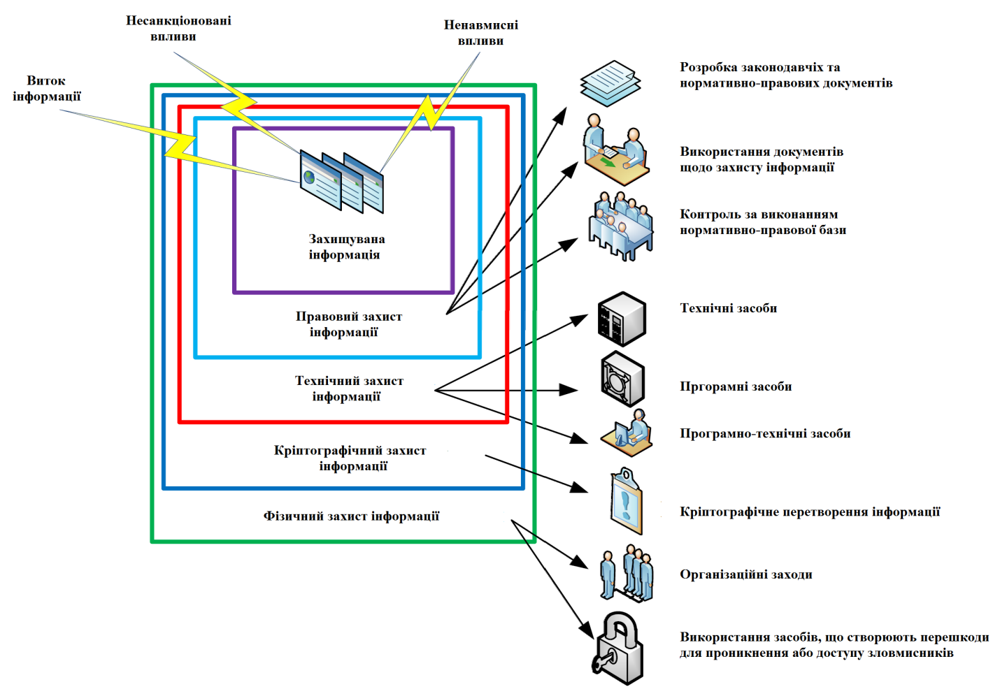 Несанкціоновані
впливи
Ненавмисні
впливи
Виток
інформації
Захищувана
інформація
Правовий захист
інформації
Технічний захист
інформації
Кріптографічний захист
інформації
Фізичний захист інформації
Розробка законодавчіх та
нормативно-правових документів
Використання документів
щодо захисту інформації
Контроль за виконанням
нормативно-правової бази
Технічні засоби
Пргорамні засоби
Програмно-технічні засоби
Кріптографічне перетворення інформації
Організаційні заходи
Використання засобів, що створюють перешкоди
для проникнення або доступу зловмисників